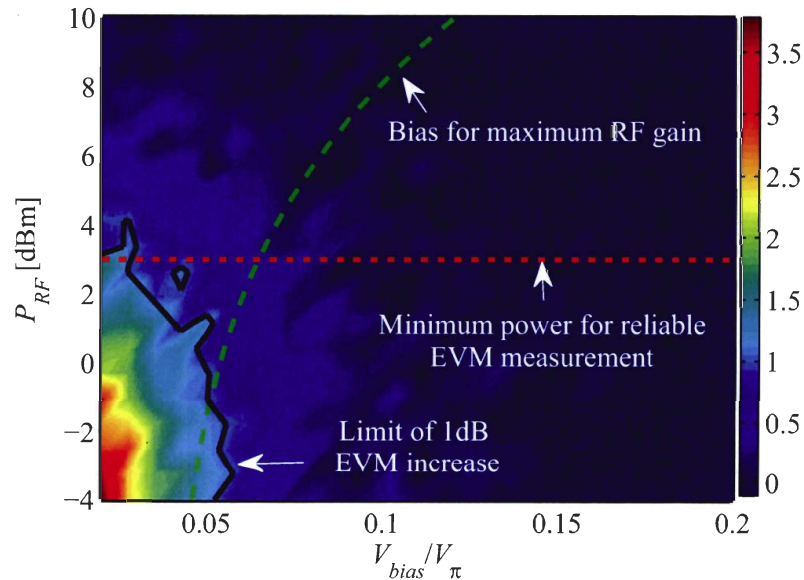 10
8
6
4
2
0
−2
−4
P_RF [dBm]
Bias for maximum RF gain
Minimum power for reliable
EVM measurement
Limit of 1dB
EVM increase
0.05
0.1
0.15
0.2
V_bias/V_π
3.5
3
2.5
2
1.5
1
0.5
0